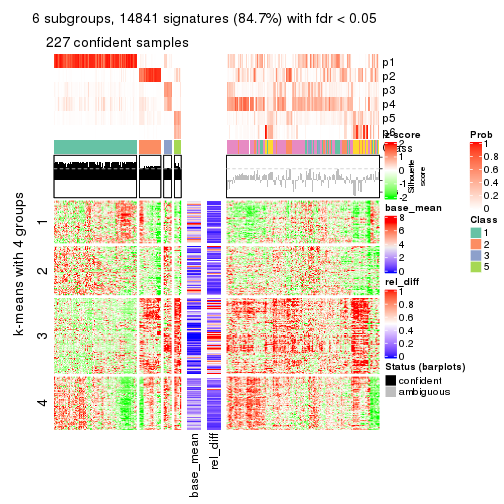 6 subgroups, 14841 signatures (84.7%) with fdr < 0.05
227 confident samples
p1
p2
p3
p4
p5
p6
Class
z-score
2
1
0
-1
-2
Silhouette
score
Prob
1
0.8
0.6
0.4
0.2
0
base_mean
8
6
4
2
0
Class
1
2
3
5
rel_diff
1
0.8
0.6
0.4
0.2
0
Status (barplots)
confident
ambiguous
k-means with 4 groups
1
2
3
4
base_mean
rel_diff